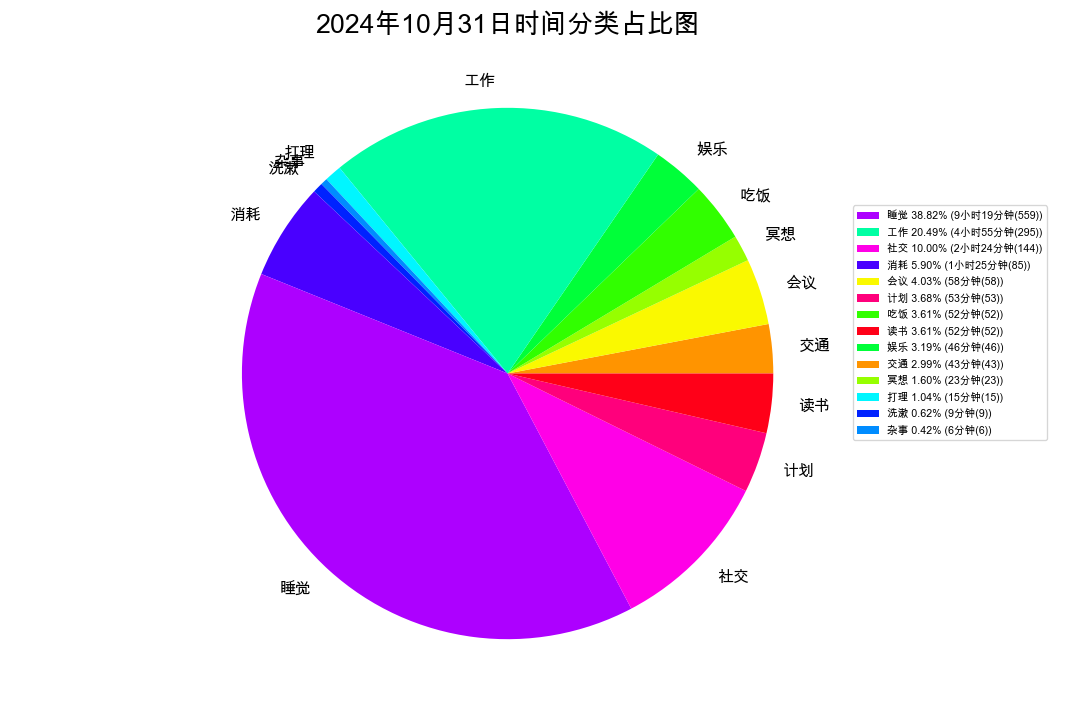 2024年10月31日时间分类占比图
工作
打理
杂事
洗漱
消耗
娱乐
吃饭
冥想
会议
交通
读书
计划
社交
睡觉
睡觉 38.82% (9小时19分钟(559))
工作 20.49% (4小时55分钟(295))
社交 10.00% (2小时24分钟(144))
消耗 5.90% (1小时25分钟(85))
会议 4.03% (58分钟(58))
计划 3.68% (53分钟(53))
吃饭 3.61% (52分钟(52))
读书 3.61% (52分钟(52))
娱乐 3.19% (46分钟(46))
交通 2.99% (43分钟(43))
冥想 1.60% (23分钟(23))
打理 1.04% (15分钟(15))
洗漱 0.62% (9分钟(9))
杂事 0.42% (6分钟(6))